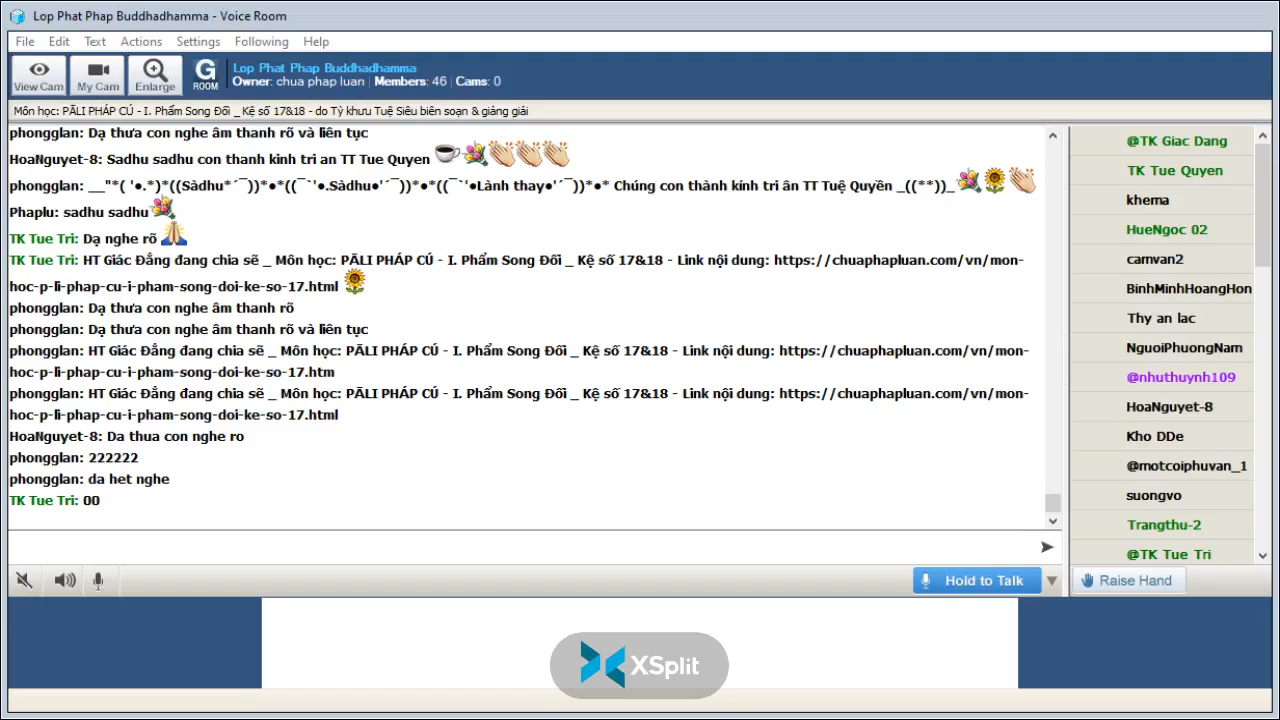 Lop Phat Phap Buddhadhamma - Voice Room
File Edit Text Actions Settings Following Help
View Cam My Cam Enlarge G ROOM
Lop Phat Phap Buddhadhamma
Owner: chua phap luan | Members: 46 | Cams: 0
Môn học: PĀLI PHÁP CÚ - I. Phẩm Song Đối _ Kệ số 17&18 - do Tỳ khưu Tuệ Siêu biên soạn & giảng giải
phongglan: Dạ thưa con nghe âm thanh rõ và liên tục
HoaNguyet-8: Sadhu sadhu con thanh kinh tri an TT Tue Quyen
phongglan: __"*( '●.*)*((Sàdhu*´¯))*●*((¯`'●.Sàdhu●'´¯))*●*((¯`'●Lành thay●'´¯))*●* Chúng con thành kính tri ân TT Tuệ Quyền _((**))_
Phaplu: sadhu sadhu
TK Tue Tri: Dạ nghe rõ
TK Tue Tri: HT Giác Đẳng đang chia sẽ _ Môn học: PĀLI PHÁP CÚ - I. Phẩm Song Đối _ Kệ số 17&18 - Link nội dung: https://chuaphapluan.com/vn/mon-
hoc-p-li-phap-cu-i-pham-song-doi-ke-so-17.html
phongglan: Dạ thưa con nghe âm thanh rõ
phongglan: Dạ thưa con nghe âm thanh rõ và liên tục
phongglan: HT Giác Đẳng đang chia sẽ _ Môn học: PĀLI PHÁP CÚ - I. Phẩm Song Đối _ Kệ số 17&18 - Link nội dung: https://chuaphapluan.com/vn/mon-
hoc-p-li-phap-cu-i-pham-song-doi-ke-so-17.htm
phongglan: HT Giác Đẳng đang chia sẽ _ Môn học: PĀLI PHÁP CÚ - I. Phẩm Song Đối _ Kệ số 17&18 - Link nội dung: https://chuaphapluan.com/vn/mon-
hoc-p-li-phap-cu-i-pham-song-doi-ke-so-17.html
HoaNguyet-8: Da thua con nghe ro
phongglan: 222222
phongglan: da het nghe
TK Tue Tri: 00
@TK Giac Dang
TK Tue Quyen
khema
HueNgoc 02
camvan2
BinhMinhHoangHon
Thy an lac
NguoiPhuongNam
@nhuthuynh109
HoaNguyet-8
Kho DDe
@motcoiphuvan_1
suongvo
Trangthu-2
@TK Tue Tri
Hold to Talk
Raise Hand
XSplit